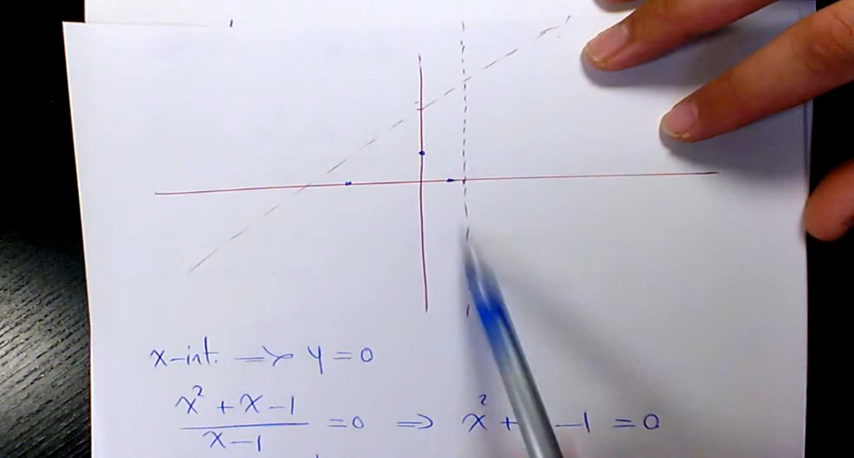 x-int. → y = 0
x² + x - 1 / x - 1 = 0 ⇒ x² + - 1 = 0